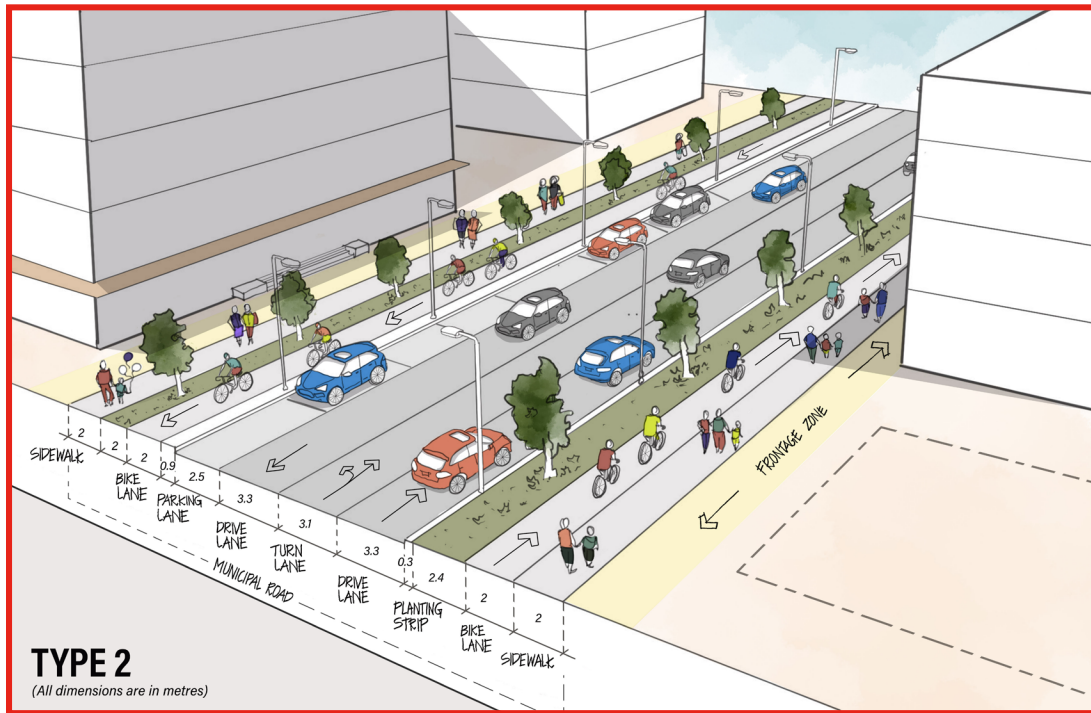 FRONTAGE ZONE
2
2
2
0.9
2.5
3.3
3.1
3.3
0.3
2.4
2
2
SIDEWALK
BIKE
LANE
PARKING
LANE
DRIVE
LANE
TURN
LANE
DRIVE
LANE
PLANTING
STRIP
BIKE
LANE
SIDEWALK
MUNICIPAL ROAD
TYPE 2
(All dimensions are in metres)